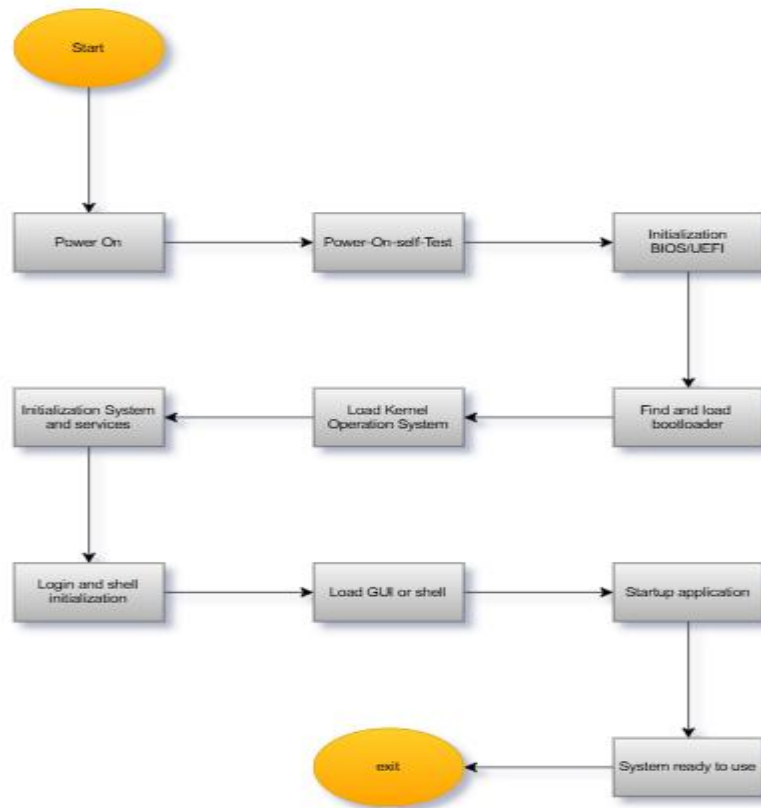 Start
Power On
Power-On-self-Test
Initialization
BIOS/UEFI
Find and load
bootloader
Load Kernel
Operation System
Initialization System
and services
Login and shell
initialization
Load GUI or shell
Startup application
System ready to use
exit